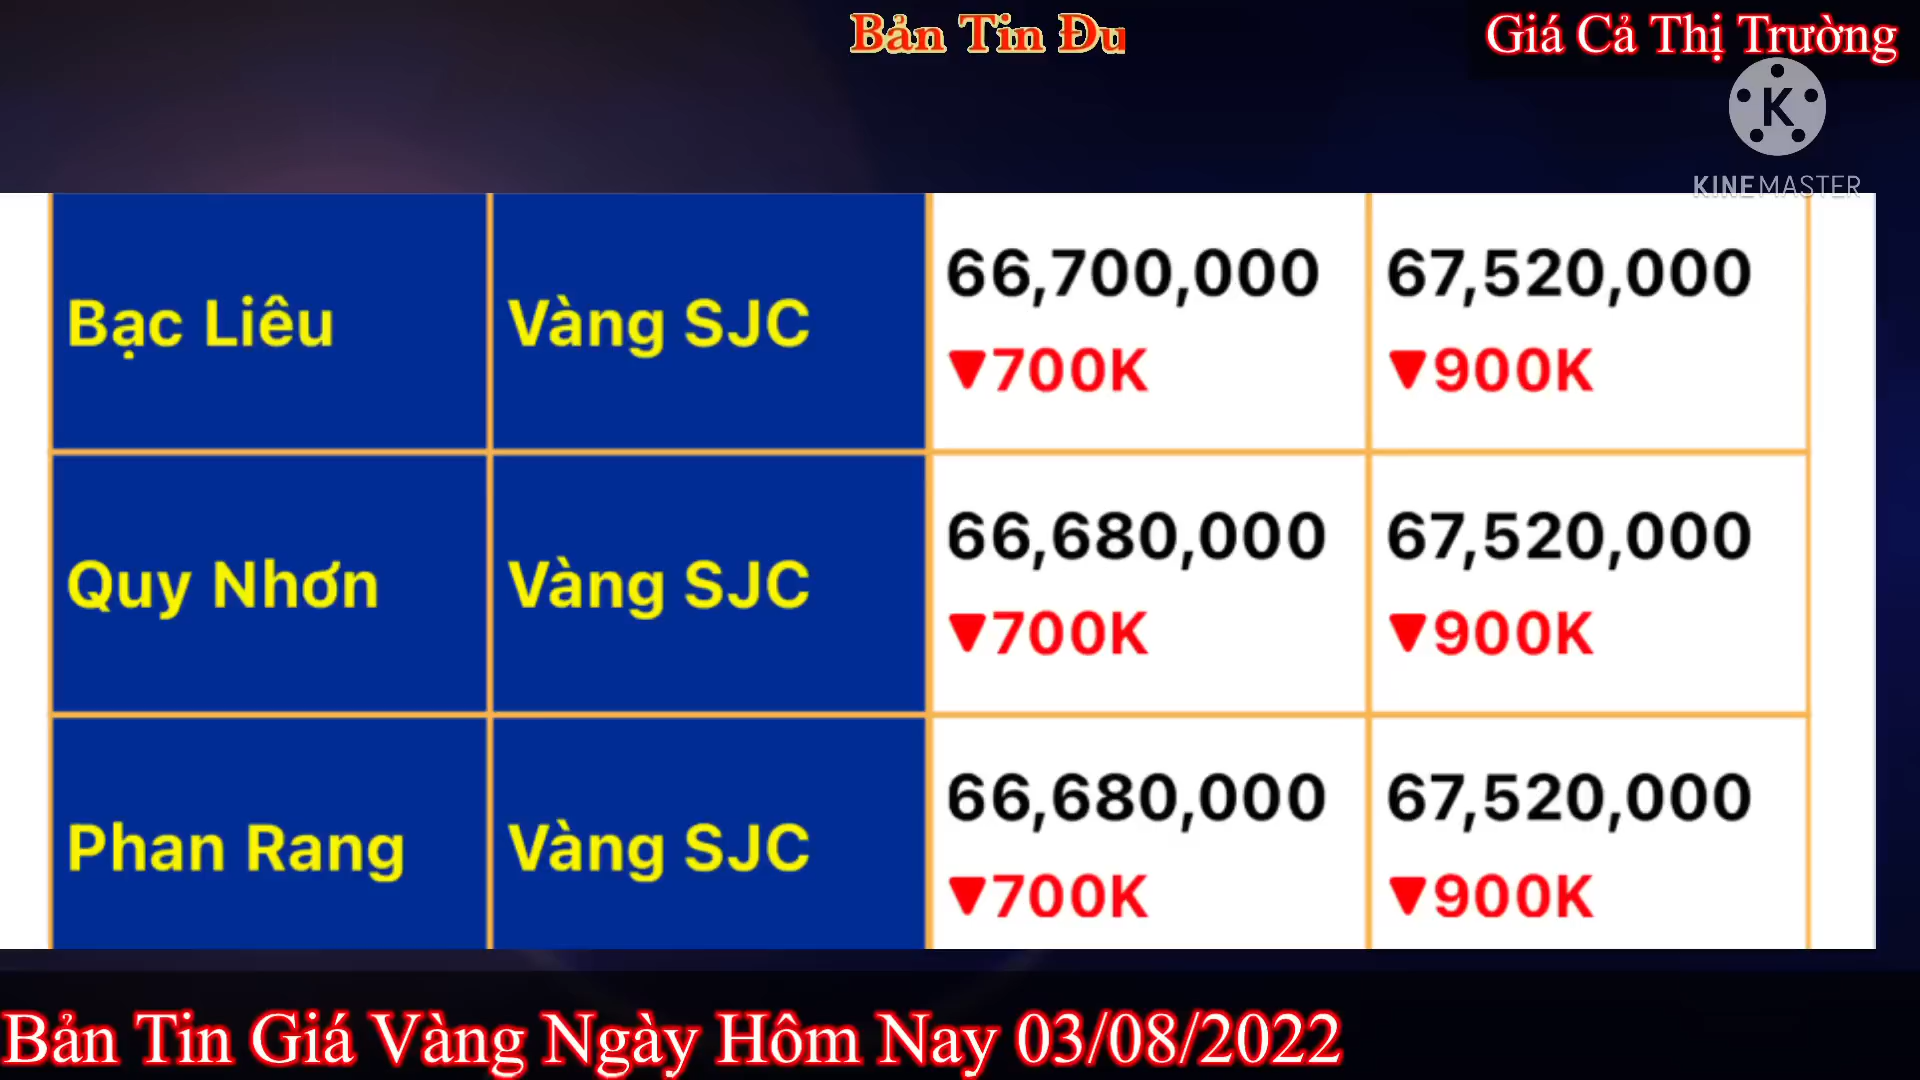 Bản Tin Đu
Giá Cả Thị Trường
K
KINEMASTER
Bạc Liêu
Vàng SJC
66,700,000
67,520,000
▼700K
▼900K
Quy Nhơn
Vàng SJC
66,680,000
67,520,000
▼700K
▼900K
Phan Rang
Vàng SJC
66,680,000
67,520,000
▼700K
▼900K
Bản Tin Giá Vàng Ngày Hôm Nay 03/08/2022